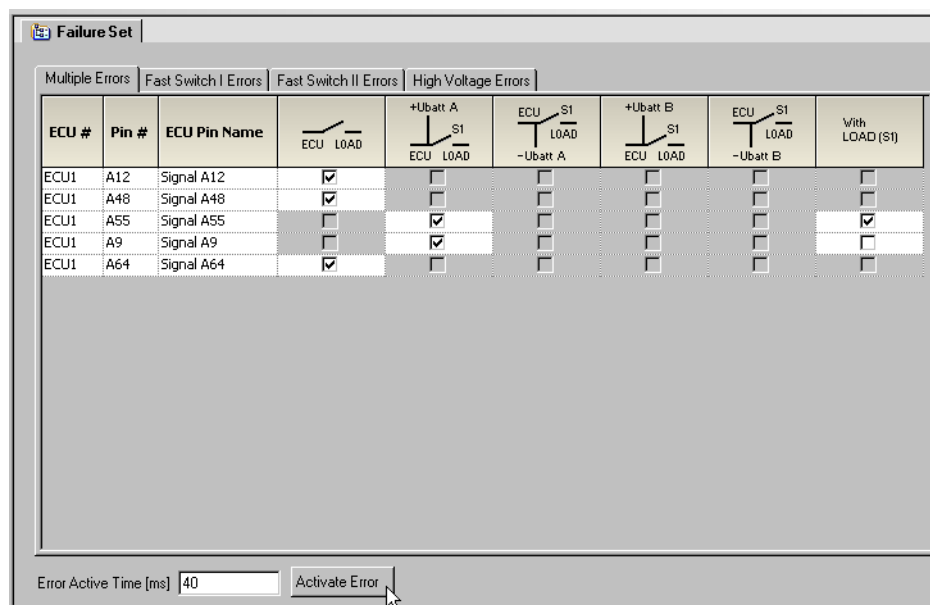 Failure Set
Multiple Errors Fast Switch I Errors Fast Switch II Errors High Voltage Errors
ECU # Pin # ECU Pin Name
ECU LOAD
+Ubatt A
S1
ECU LOAD
ECU S1
LOAD
-Ubatt A
+Ubatt B
S1
ECU LOAD
ECU S1
LOAD
-Ubatt B
With
LOAD (S1)
ECU1 A12 Signal A12
ECU1 A48 Signal A48
ECU1 A55 Signal A55
ECU1 A9 Signal A9
ECU1 A64 Signal A64
Error Active Time [ms] 40 Activate Error